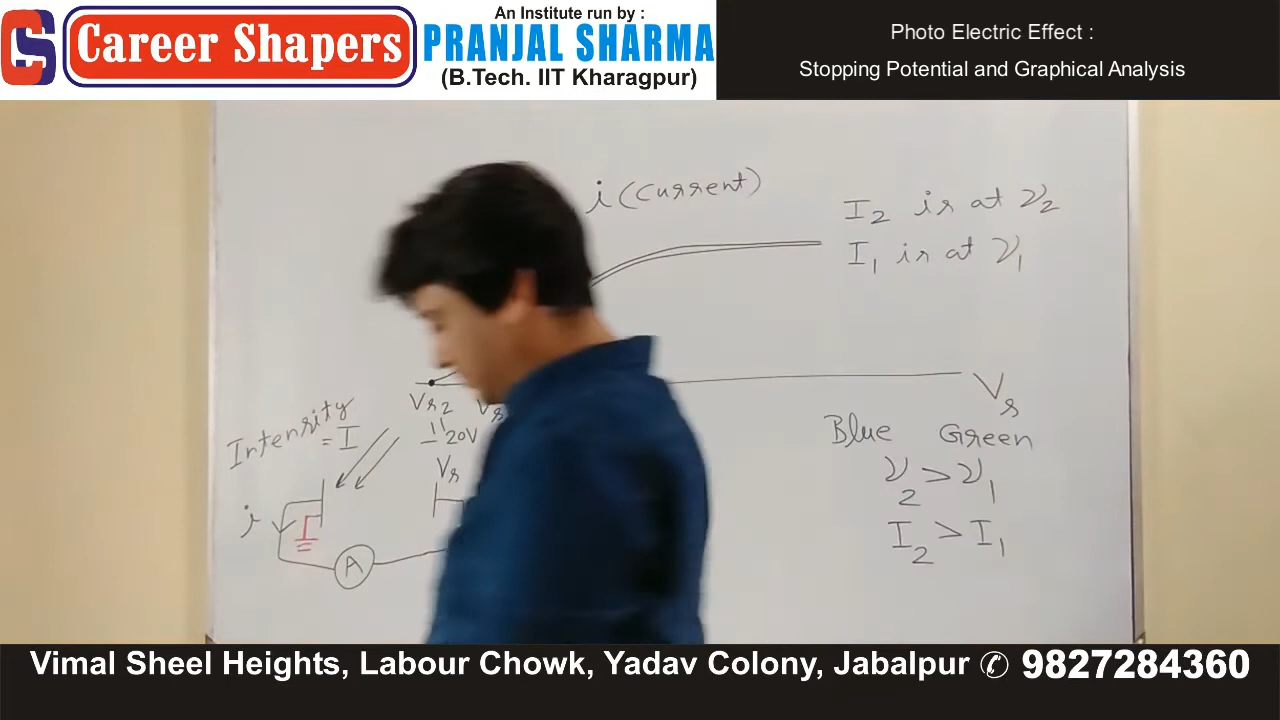 CS Career Shapers
An Institute run by :
PRANJAL SHARMA
(B.Tech. IIT Kharagpur)
Photo Electric Effect :
Stopping Potential and Graphical Analysis
i (current)
I₂ is at ν₂
I₁ is at ν₁
Vs
Vs₂ Vs
Intensity
= I
-20V
Vs
i
A
Blue Green
ν₂ > ν₁
I₂ > I₁
Vimal Sheel Heights, Labour Chowk, Yadav Colony, Jabalpur ✆ 9827284360